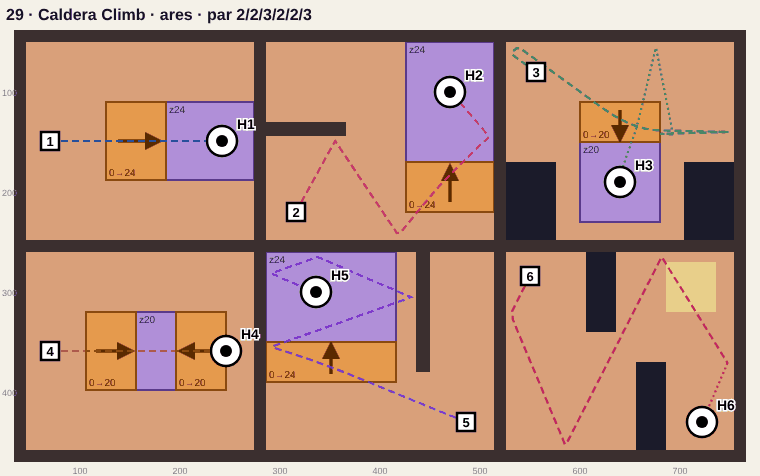 29 · Caldera Climb · ares · par 2/2/3/2/2/3
z24
3
100
z24
H2
H1
0→20
1
z20
H3
0→24
200
2
0→24
z24
6
H5
300
z20
H4
4
0→20
0→20
0→24
400
5
H6
100
200
300
400
500
600
700